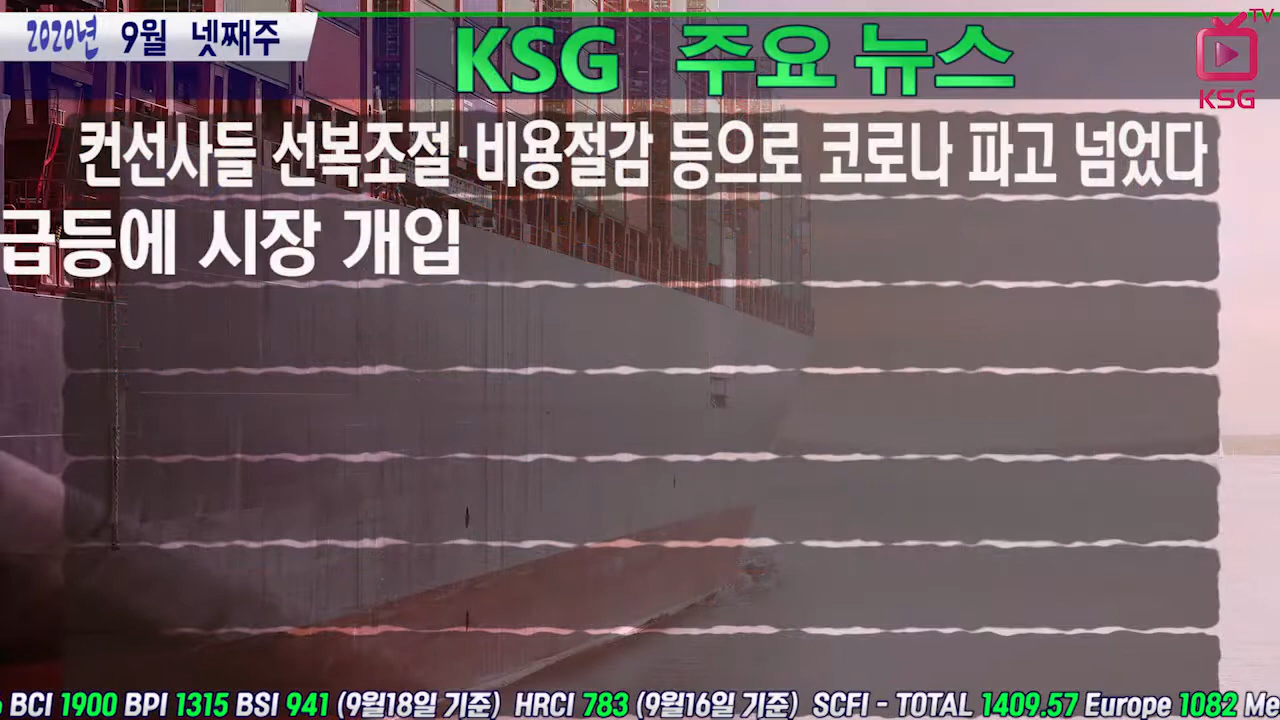 2020년 9월 넷째주
KSG 주요 뉴스
TV
KSG
컨선사들 선복조절·비용절감 등으로 코로나 파고 넘었다
급등에 시장 개입
BCI 1900 BPI 1315 BSI 941 (9월18일 기준) HRCI 783 (9월16일 기준) SCFI - TOTAL 1409.57 Europe 1082 Me